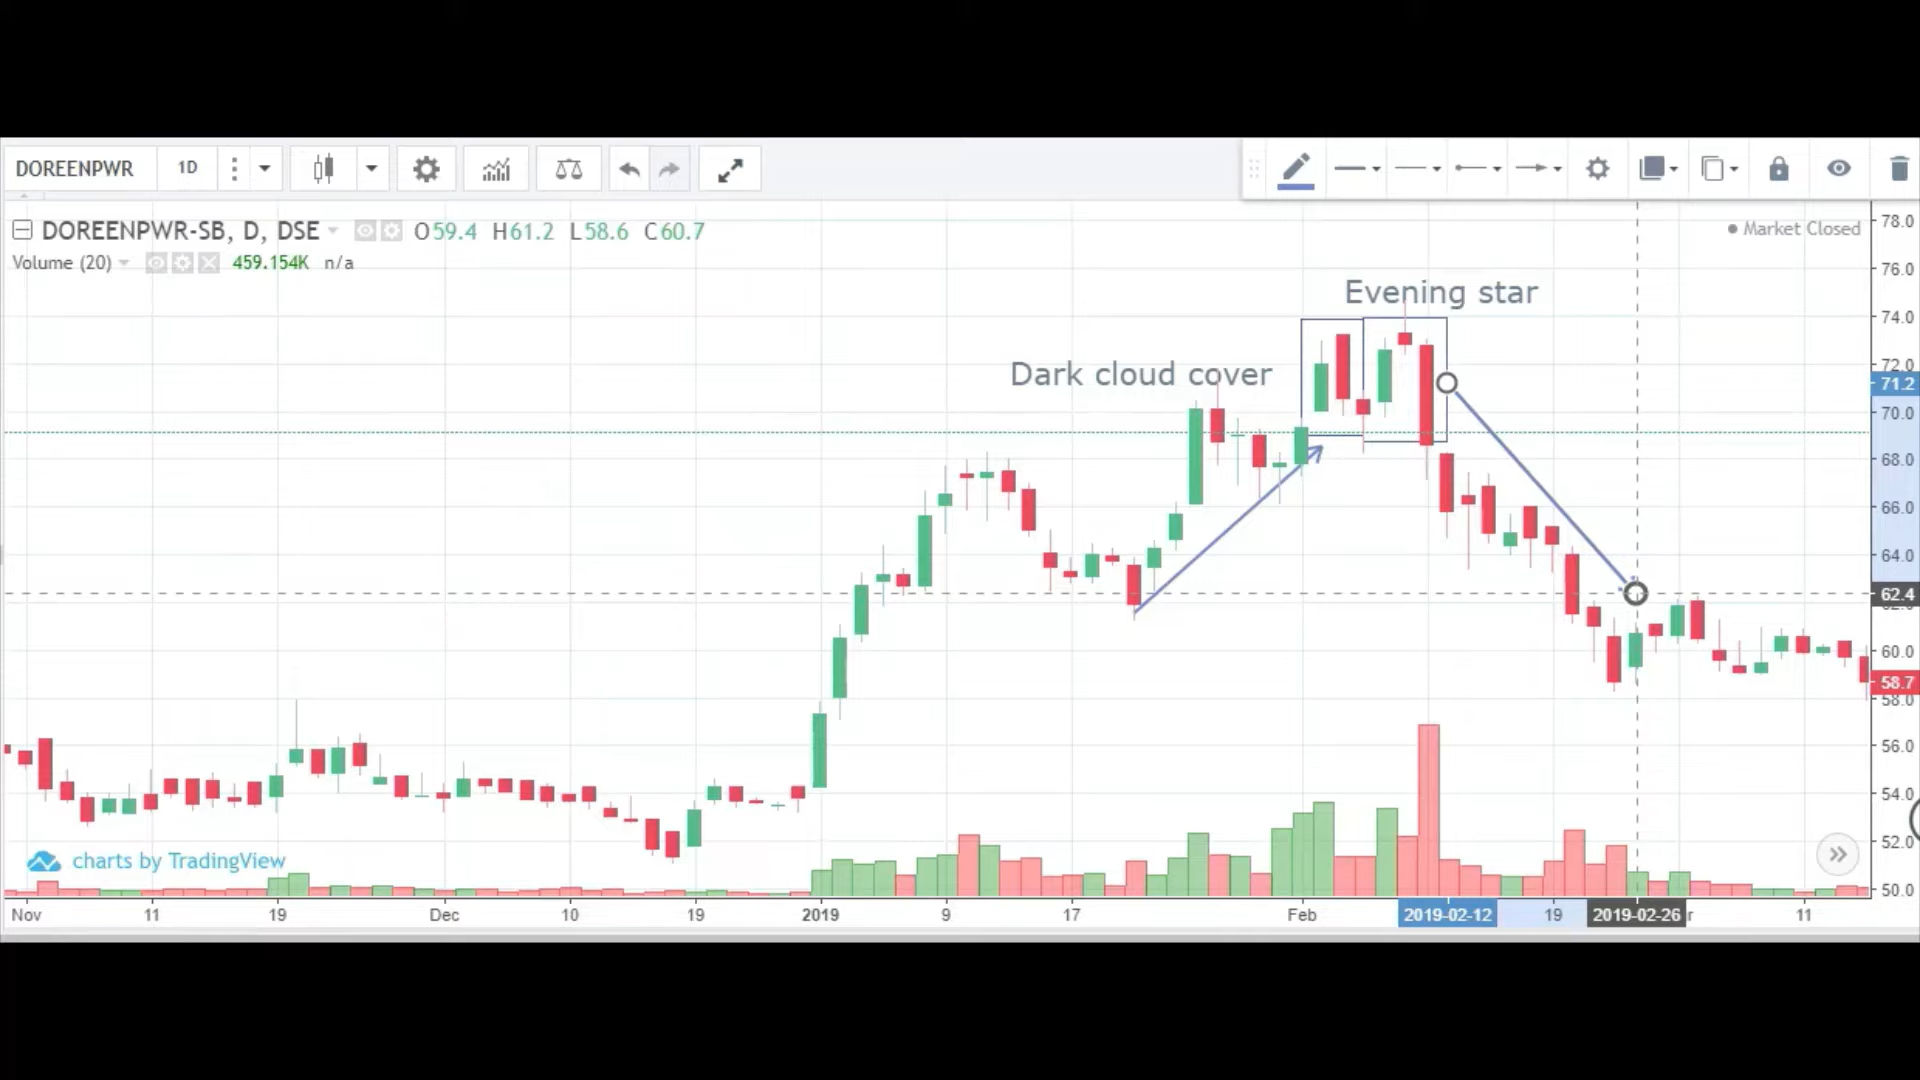 DOREENPWR 1D
DOREENPWR-SB, D, DSE O59.4 H61.2 L58.6 C60.7
Market Closed
Volume (20) 459.154K n/a
Evening star
Dark cloud cover
78.0
76.0
74.0
72.0
71.2
70.0
68.0
66.0
64.0
62.4
60.0
58.7
58.0
56.0
54.0
52.0
50.0
charts by TradingView
Nov 11 19 Dec 10 19 2019 9 17 Feb 2019-02-12 19 2019-02-26 r 11